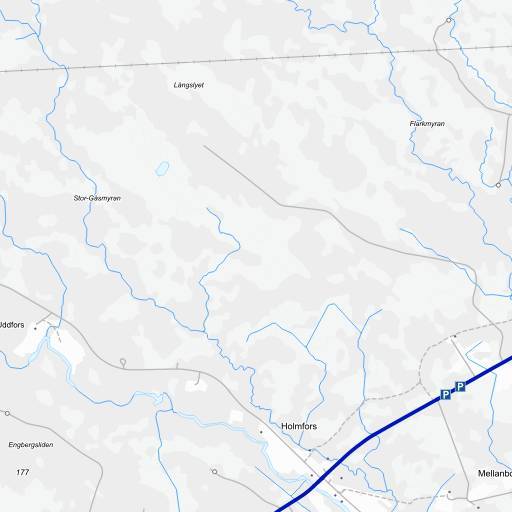 Långslyet
Flarkmyran
Stor-Gåsmyran
Uddfors
P
P
Holmfors
Engbergsliden
177
Mellanbo